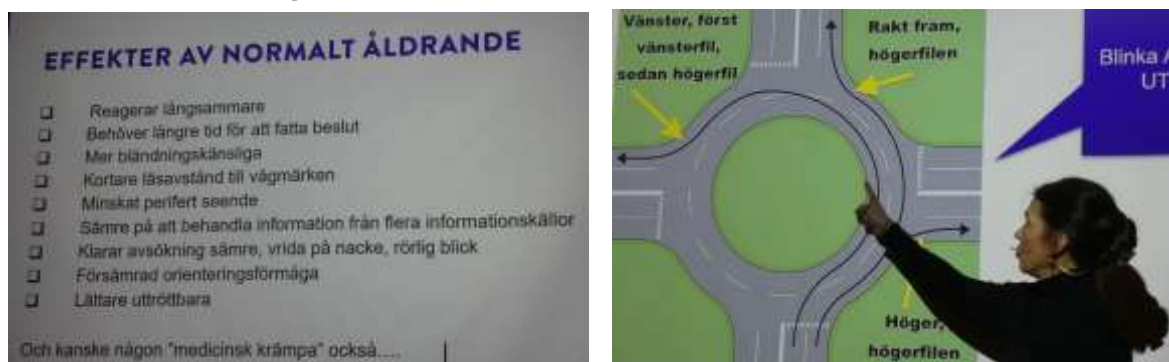 EFFEKTER AV NORMALT ÅLDRANDE
Reagerar långsammare
Behöver längre tid för att fatta beslut
Mer bländningskänsliga
Kortare läsavstånd till vägmärken
Minskat perifert seende
Sämre på att behandla information från flera informationskällor
Klarar avsökning sämre, vrida på nacke, rörlig blick
Försämrad orienteringsförmåga
Lättare uttröttbara
Och kanske någon "medicinsk krämpa" också....
Vänster, först
vänsterfil,
sedan högerfil
Rakt fram,
högerfilen
Blinka A
UT
Höger,
högerfilen